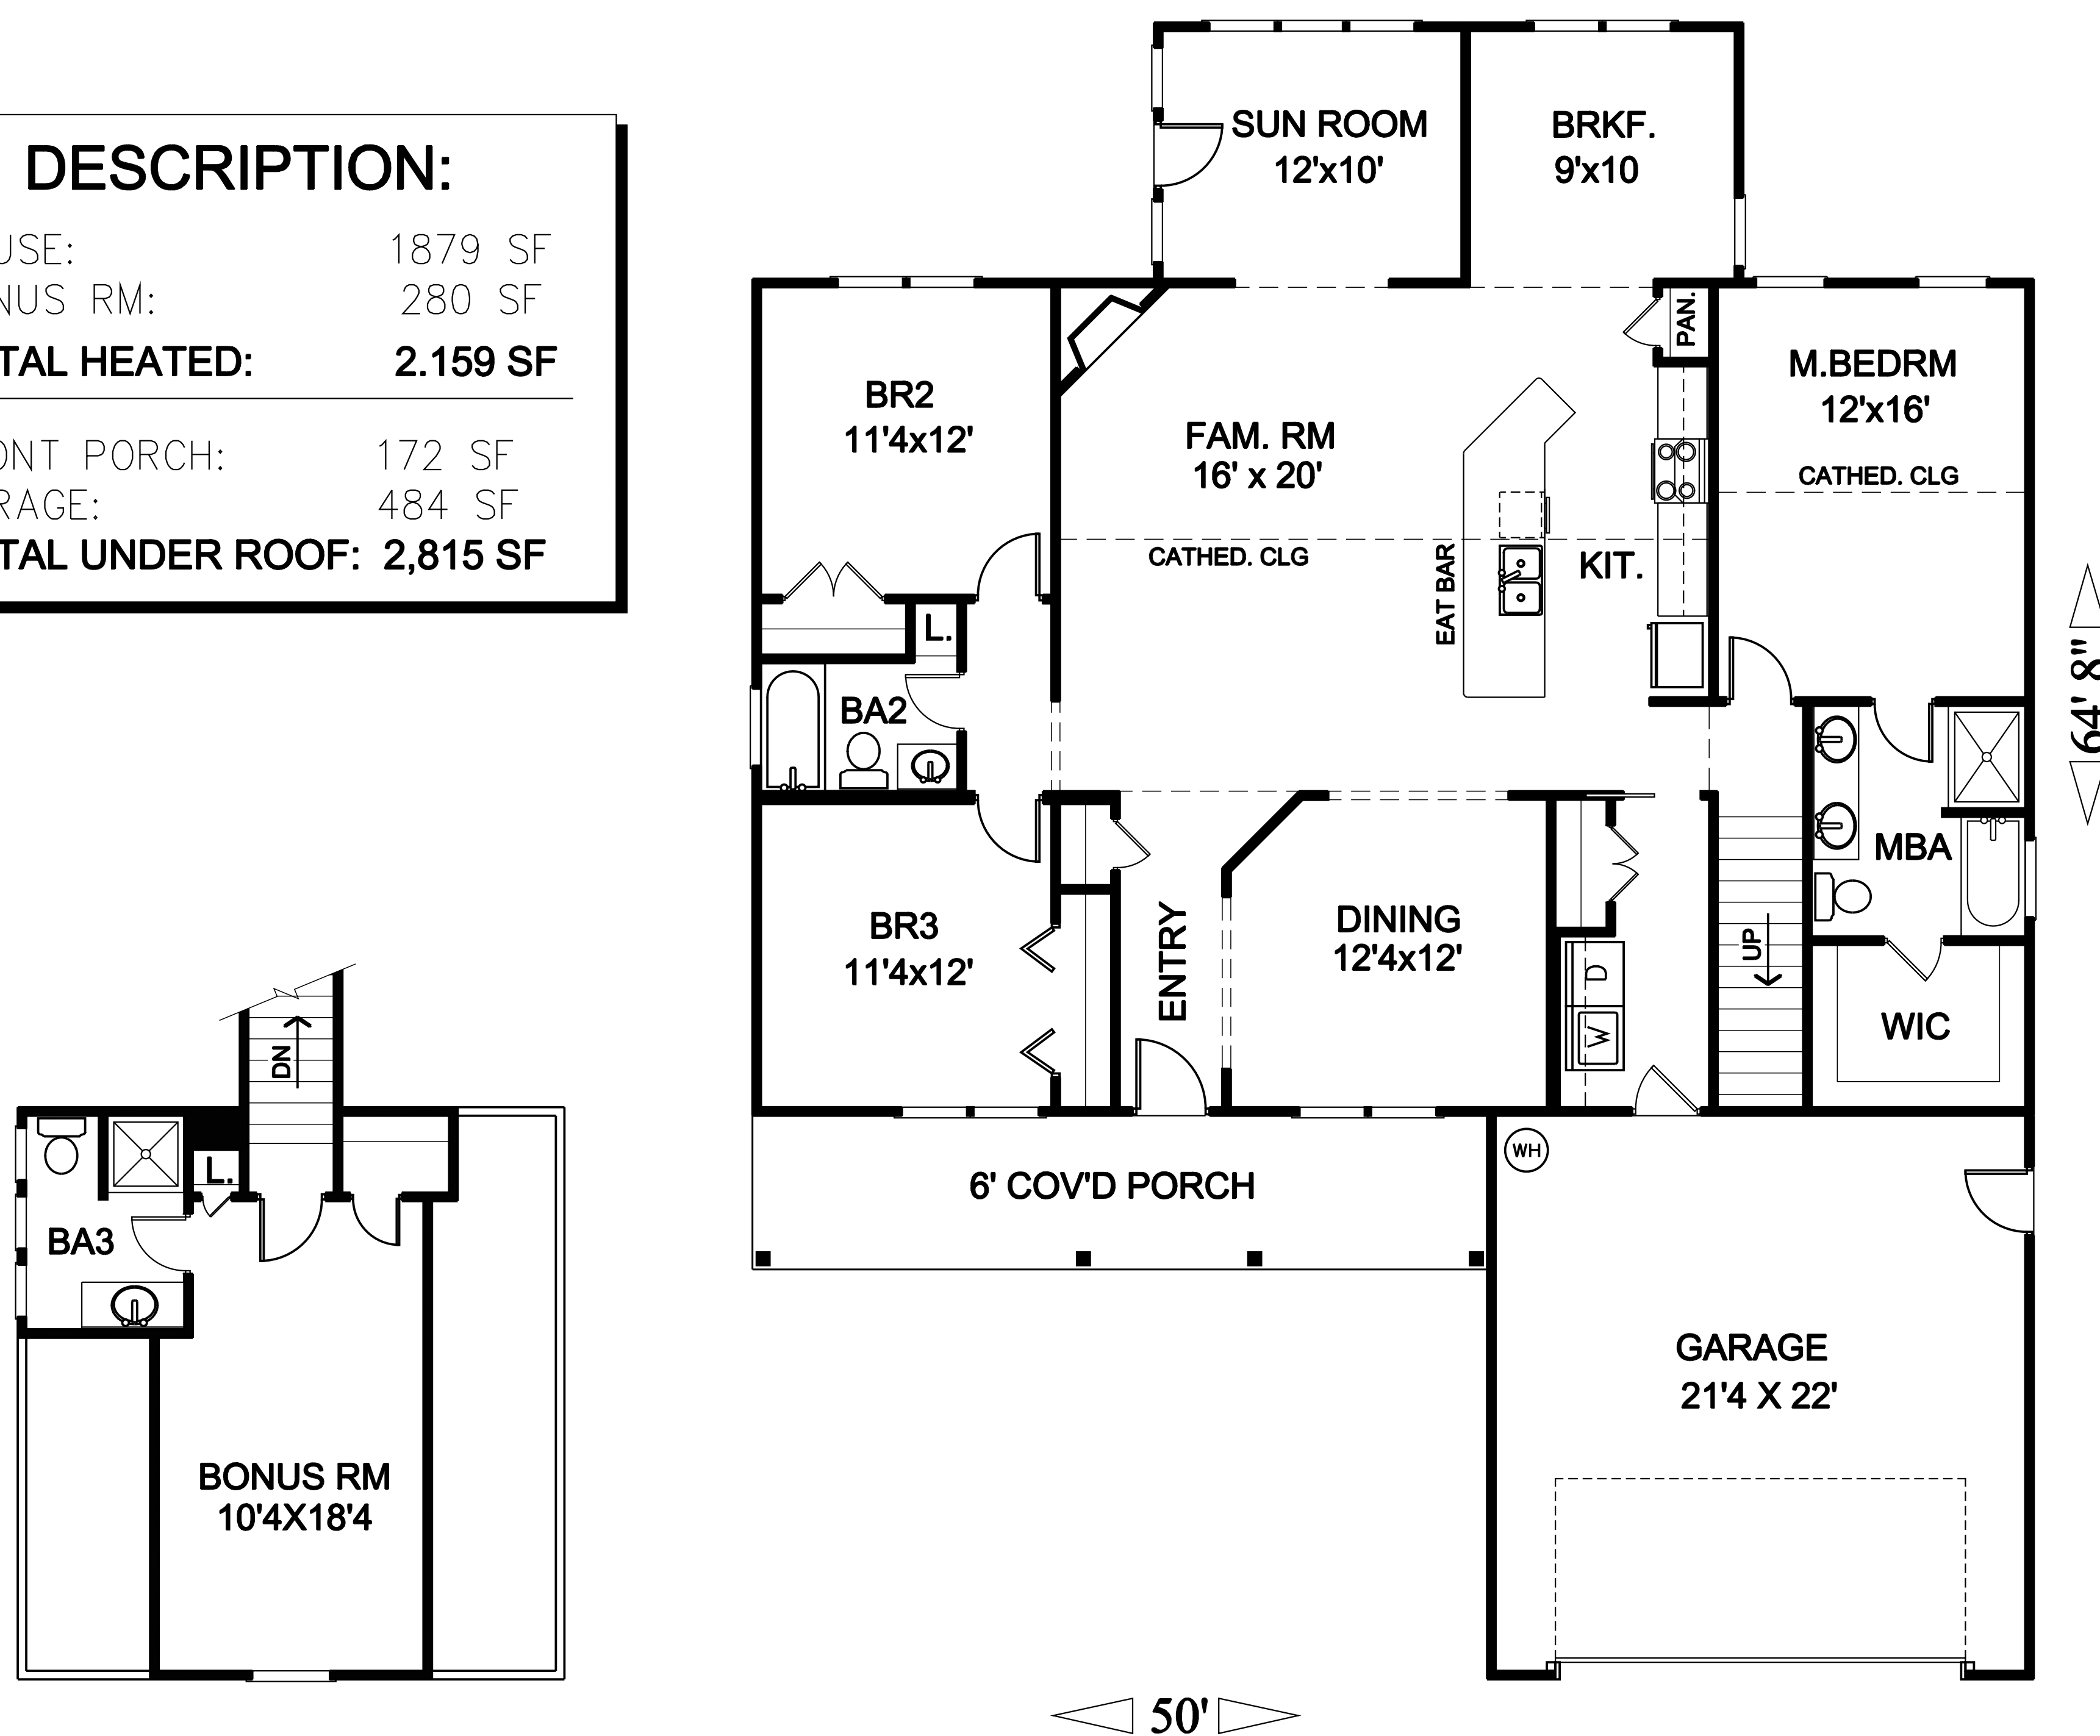 DESCRIPTION:
USE: 1879 SF
NUS RM: 280 SF
TAL HEATED: 2.159 SF
ONT PORCH: 172 SF
RAGE: 484 SF
TAL UNDER ROOF: 2,815 SF
SUN ROOM
12'x10'
BRKF.
9'x10
PAN.
M.BEDRM
12'x16'
CATHED. CLG
BR2
11'4x12'
FAM. RM
16' x 20'
CATHED. CLG
EAT BAR
KIT.
L.
BA2
64' 8"
MBA
BR3
11'4x12'
ENTRY
DINING
12'4x12'
D
W
UP
WIC
DN
L.
BA3
BONUS RM
10'4X18'4
6' COV'D PORCH
WH
GARAGE
21'4 X 22'
50'